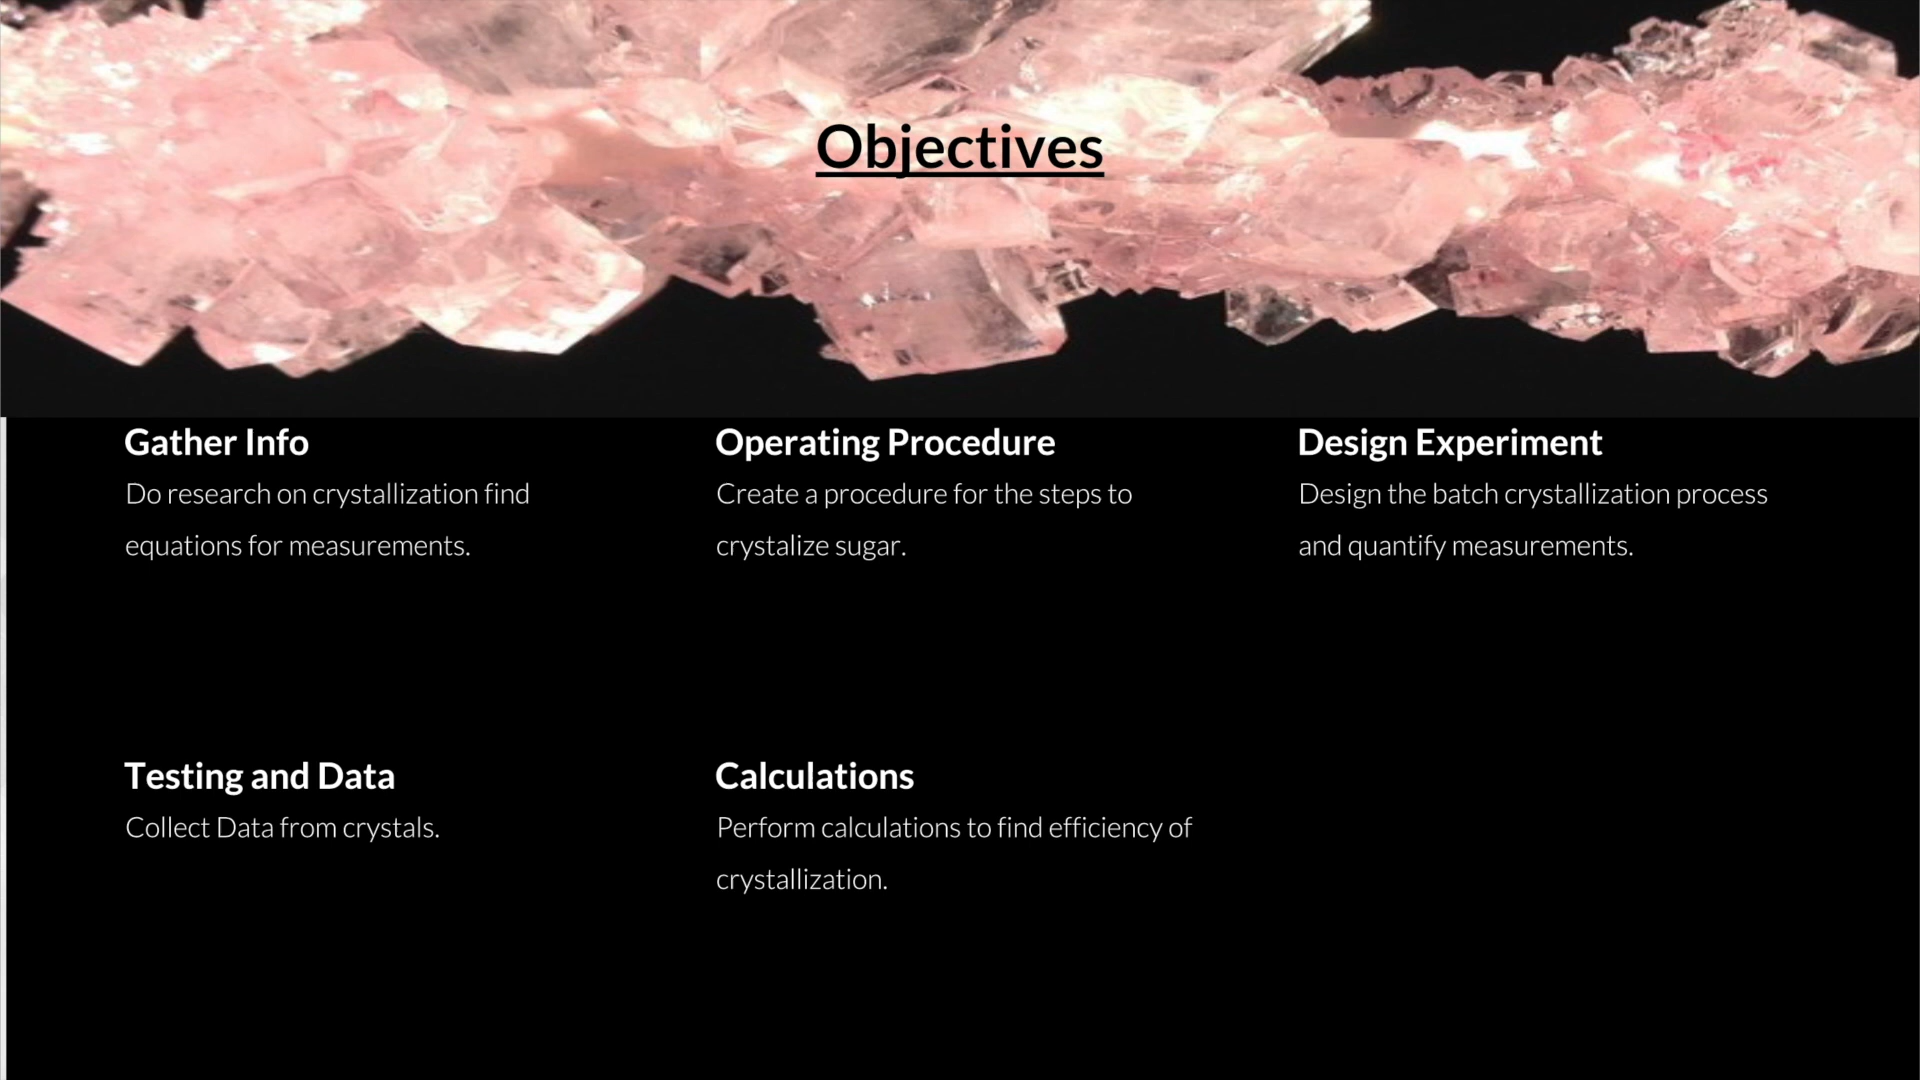 Objectives
Gather Info
Do research on crystallization find
equations for measurements.
Operating Procedure
Create a procedure for the steps to
crystalize sugar.
Design Experiment
Design the batch crystallization process
and quantify measurements.
Testing and Data
Collect Data from crystals.
Calculations
Perform calculations to find efficiency of
crystallization.